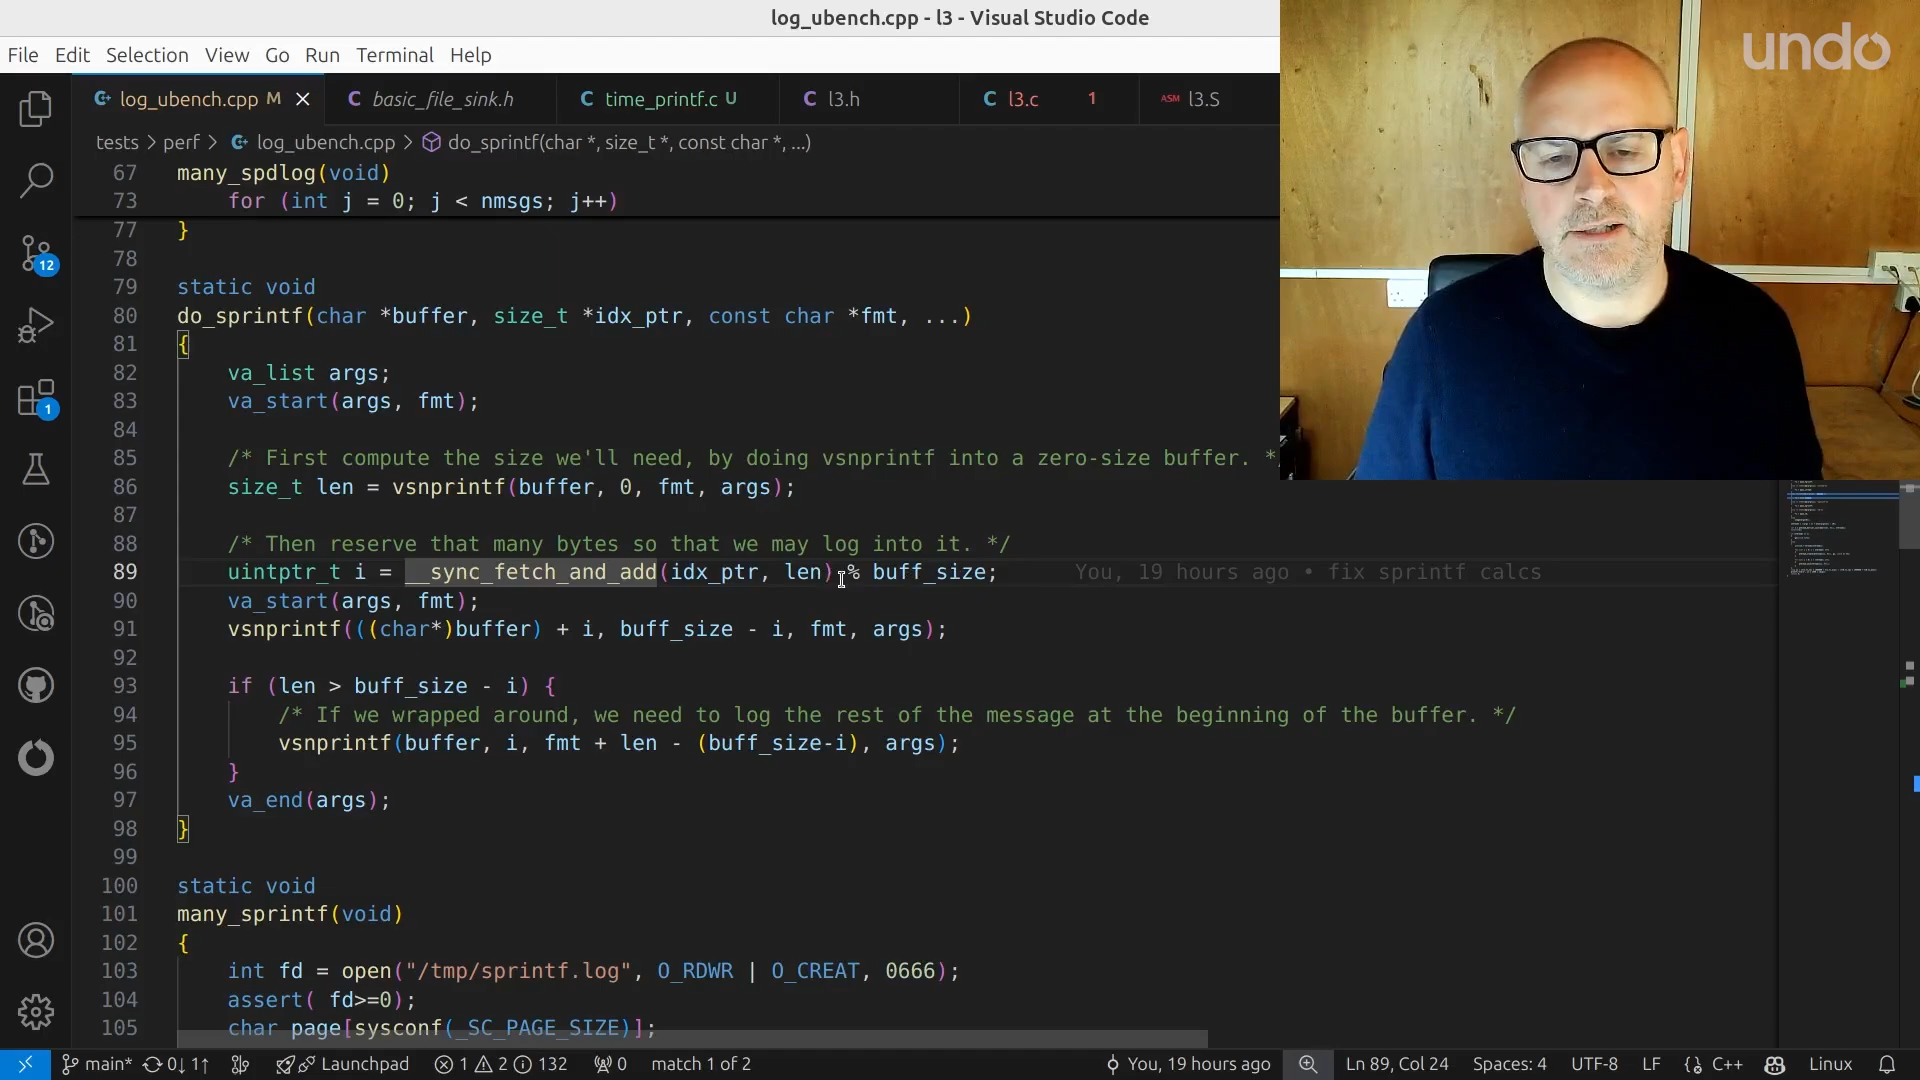 log_ubench.cpp - l3 - Visual Studio Code
undo
File Edit Selection View Go Run Terminal Help
log_ubench.cpp M
basic_file_sink.h
time_printf.c U
l3.h
l3.c 1
ASM l3.S
tests > perf > log_ubench.cpp > do_sprintf(char *, size_t *, const char *, ...)
67 many_spdlog(void)
73 for (int j = 0; j < nmsgs; j++)
77 }
78
79 static void
80 do_sprintf(char *buffer, size_t *idx_ptr, const char *fmt, ...)
81 {
82 va_list args;
83 va_start(args, fmt);
84
85 /* First compute the size we'll need, by doing vsnprintf into a zero-size buffer. *
86 size_t len = vsnprintf(buffer, 0, fmt, args);
87
88 /* Then reserve that many bytes so that we may log into it. */
89 uintptr_t i = __sync_fetch_and_add(idx_ptr, len) % buff_size; You, 19 hours ago • fix sprintf calcs
90 va_start(args, fmt);
91 vsnprintf(((char*)buffer) + i, buff_size - i, fmt, args);
92
93 if (len > buff_size - i) {
94 /* If we wrapped around, we need to log the rest of the message at the beginning of the buffer. */
95 vsnprintf(buffer, i, fmt + len - (buff_size-i), args);
96 }
97 va_end(args);
98 }
99
100 static void
101 many_sprintf(void)
102 {
103 int fd = open("/tmp/sprintf.log", O_RDWR | O_CREAT, 0666);
104 assert( fd>=0);
105 char page[sysconf(_SC_PAGE_SIZE)];
12
1
main* 0↓ 1↑ Launchpad 1 2 132 0 match 1 of 2 You, 19 hours ago Ln 89, Col 24 Spaces: 4 UTF-8 LF {} C++ Linux